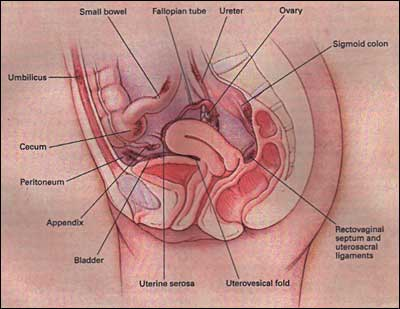 Small bowel
Fallopian tube
Ureter
Ovary
Sigmoid colon
Umbilicus
Cecum
Peritoneum
Appendix
Bladder
Uterine serosa
Uterovesical fold
Rectovaginal
septum and
uterosacral
ligaments